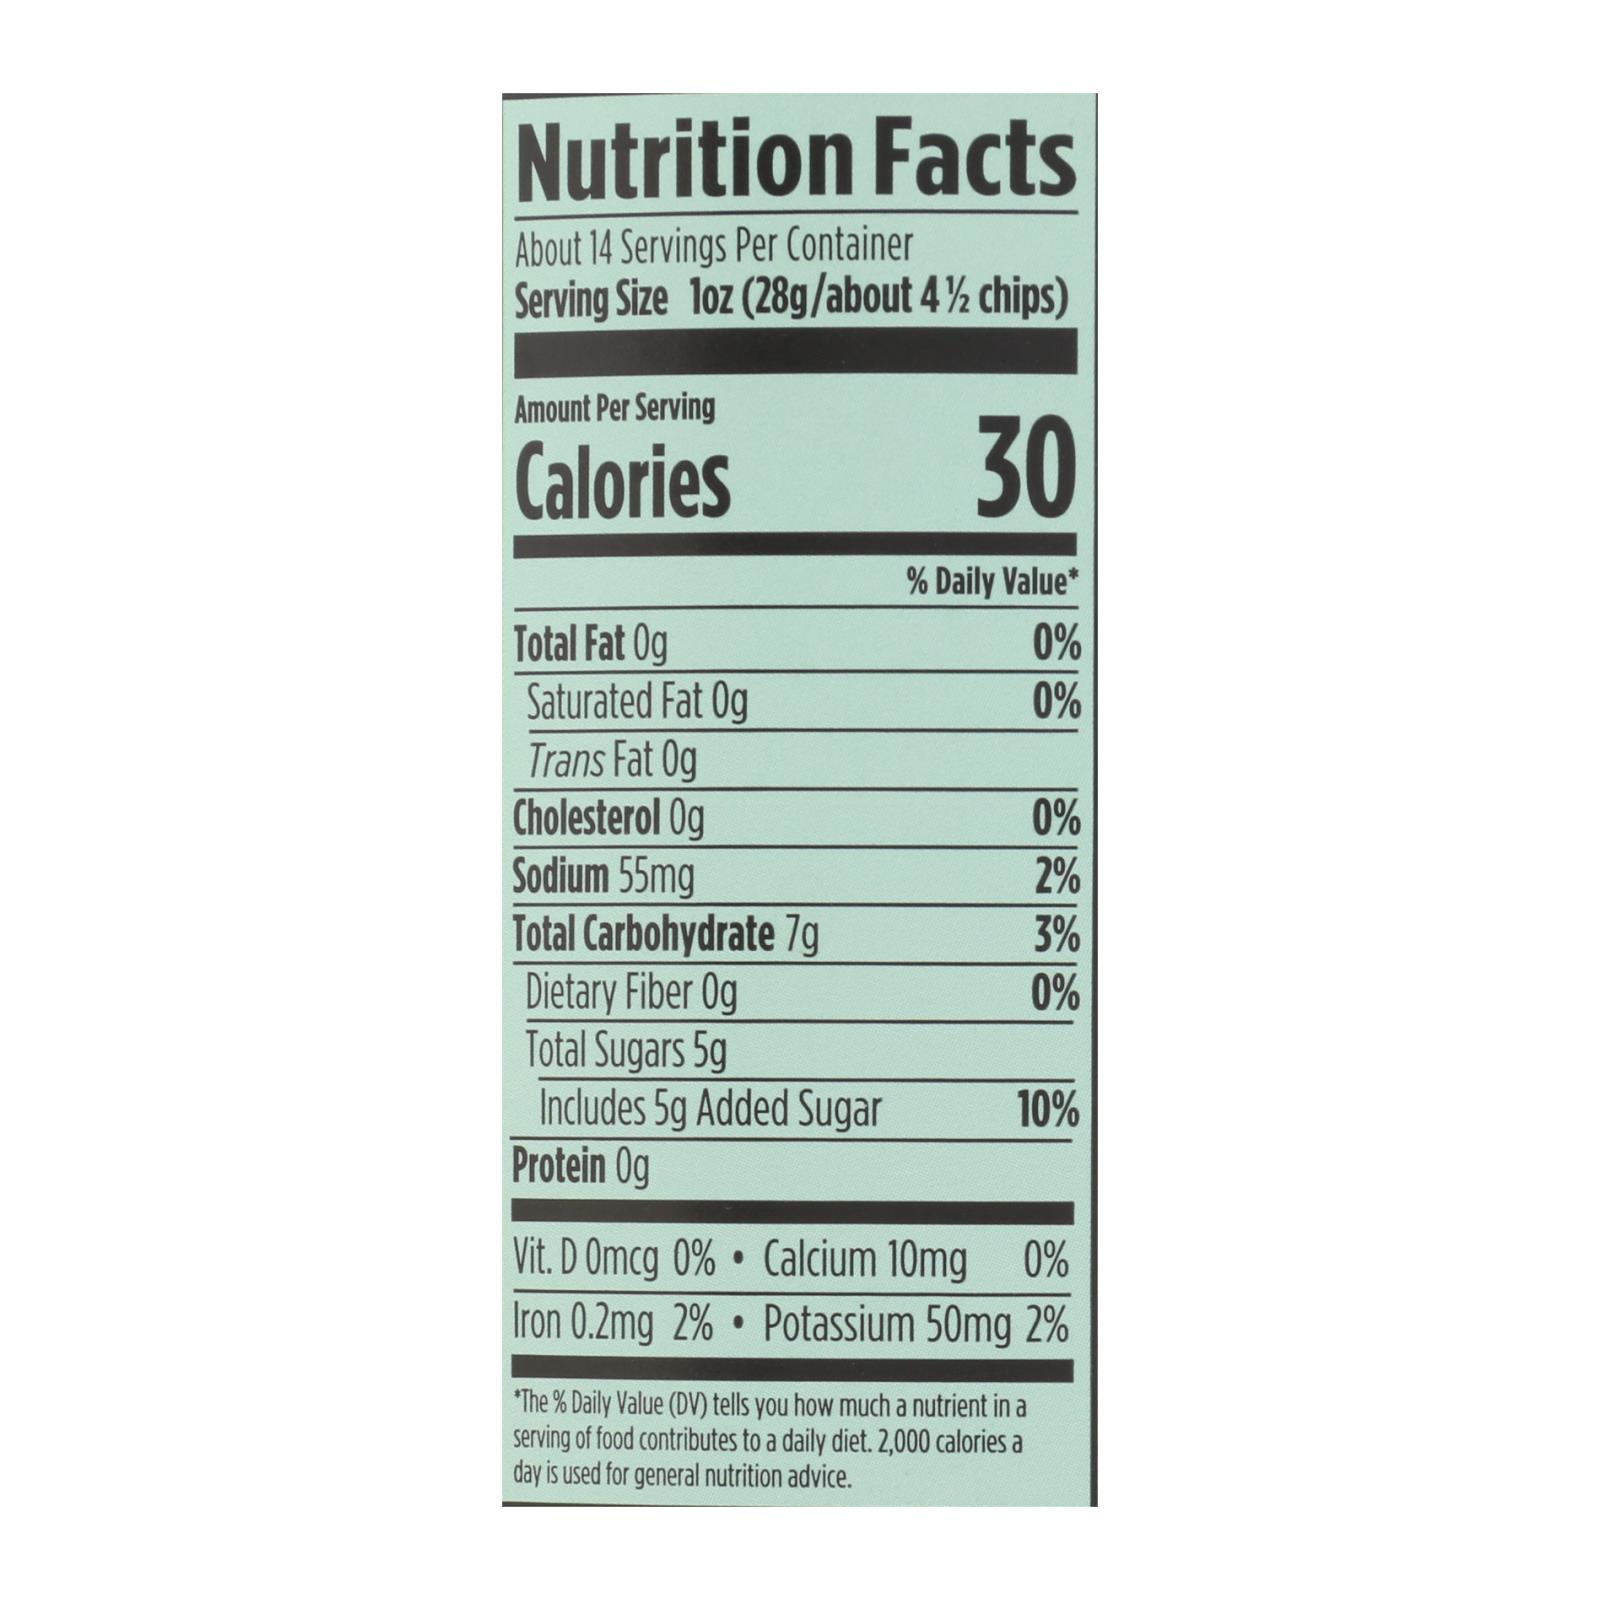 Nutrition Facts
About 14 Servings Per Container
Serving Size 1oz (28g/about 4 ½ chips)
Amount Per Serving
Calories 30
% Daily Value*
Total Fat 0g 0%
Saturated Fat 0g 0%
Trans Fat 0g
Cholesterol 0g 0%
Sodium 55mg 2%
Total Carbohydrate 7g 3%
Dietary Fiber 0g 0%
Total Sugars 5g
Includes 5g Added Sugar 10%
Protein 0g
Vit. D 0mcg 0% • Calcium 10mg 0%
Iron 0.2mg 2% • Potassium 50mg 2%
*The % Daily Value (DV) tells you how much a nutrient in a
serving of food contributes to a daily diet. 2,000 calories a
day is used for general nutrition advice.